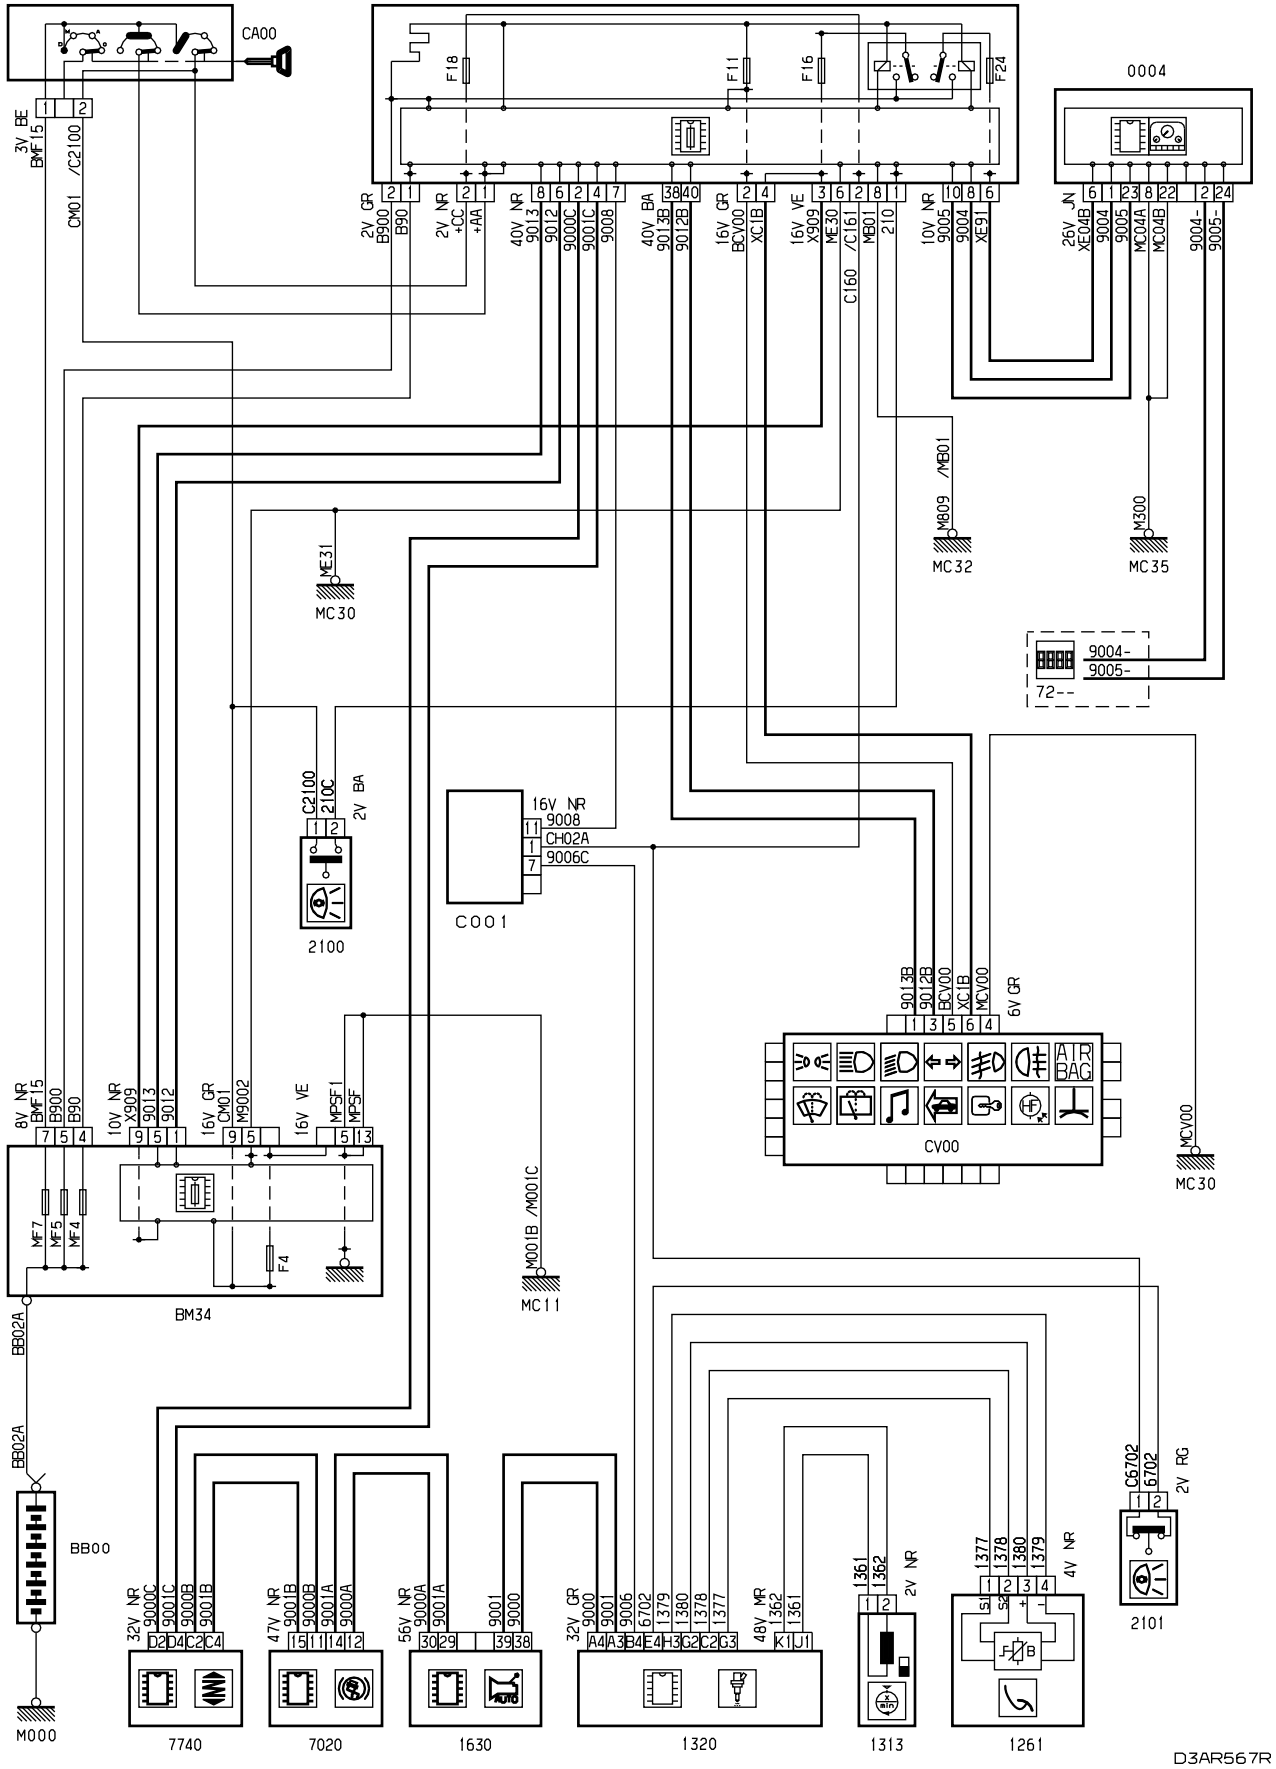 CA00
D M A C
1 2
3V BE
BMF15
CM01 /C2100
F18
F11
F16
F24
2 1
2 1
8 6 2 4 7
38 40
2 4
3 6 2 8 1
10 8 6
2V GR
B900
B90
2V NR
+CC
+AA
40V NR
9013
9012
9000C
9001C
9008
40V BA
9013B
9012B
16V GR
BCV00
XC1B
16V VE
X909
ME30
C160 /C161
MB01
210
10V NR
9005
9004
XE91
0004
6 1 23 8 22 2 24
26V JN
XE04B
9004
9005
MC04A
MC04B
9004-
9005-
M809 /MB01
MC32
M300
MC35
ME31
MC30
9004-
9005-
72--
C2100
210C
2V BA
1 2
2100
16V NR
11 9008
1 CH02A
7 9006C
C001
9013B
9012B
BCV00
XC1B
MCV00
6V GR
1 3 5 6 4
AIR
BAG
HF
CV00
MCV00
MC30
8V NR
BMF15
B900
B90
10V NR
X909
9013
9012
16V GR
CM01
M9002
16V VE
MPSF1
MPSF
7 5 4
9 5 1
9 5
5 13
MF7
MF5
MF4
F4
BM34
M001B /M001C
MC11
BB02A
BB02A
BB00
M000
32V NR
9000C
9001C
9000B
9001B
D2 D4 C2 C4
7740
47V NR
9001B
9000B
9001A
9000A
15 11 14 12
7020
56V NR
9000A
9001A
9001
9000
30 29 39 38
AUTO
1630
32V GR
9000
9001
9006
6702
1379
1380
1378
1377
A4 A3 B4 E4 H3 G2 C2 G3
48V MR
1362
1361
K1 J1
1320
1361
1362
2V NR
1 2
x
min
1313
1377
1378
1380
1379
4V NR
1 2 3 4
S1 S2 + -
B
1261
C6702
6702
2V RG
1 2
2101
D3AR567R